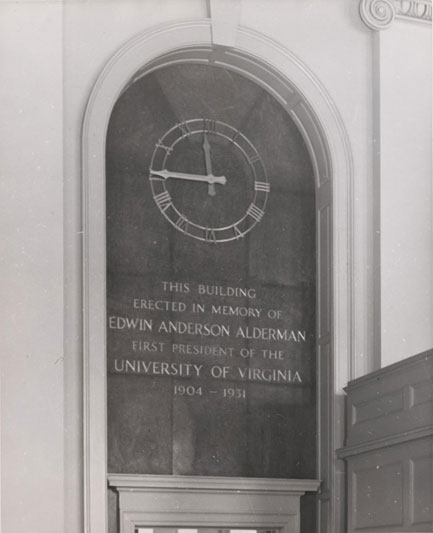 THIS BUILDING
ERECTED IN MEMORY OF
EDWIN ANDERSON ALDERMAN
FIRST PRESIDENT OF THE
UNIVERSITY OF VIRGINIA
1904 – 1931